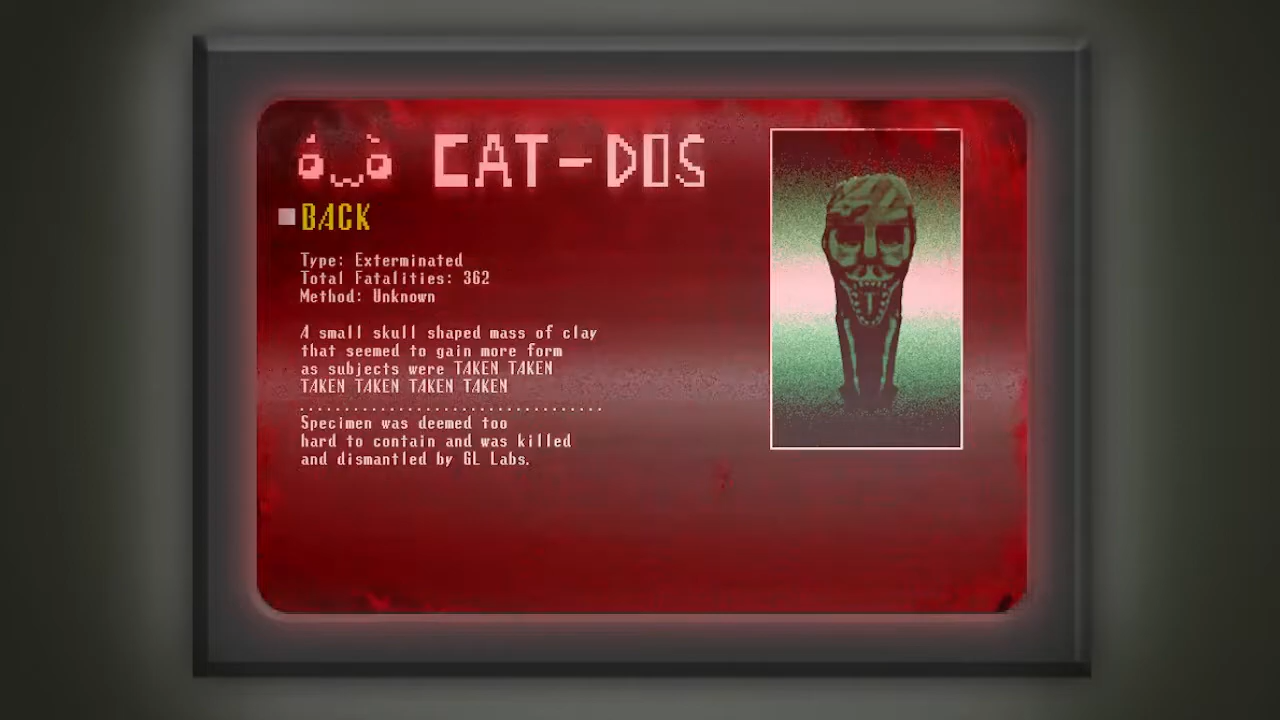 CAT-DOS
BACK
Type: Exterminated
Total Fatalities: 362
Method: Unknown
A small skull shaped mass of clay
that seemed to gain more form
as subjects were TAKEN TAKEN
TAKEN TAKEN TAKEN TAKEN
..................................
Specimen was deemed too
hard to contain and was killed
and dismantled by GL Labs.